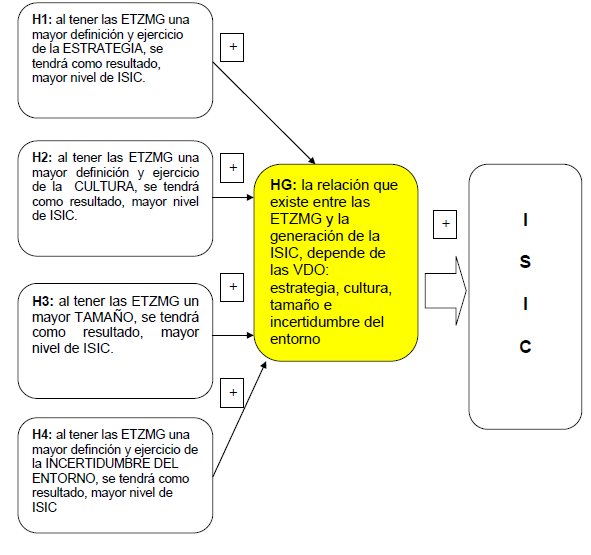 H1: al tener las ETZMG una
mayor definición y ejercicio
de la ESTRATEGIA, se
tendrá como resultado,
mayor nivel de ISIC.
+
H2: al tener las ETZMG una
mayor definición y ejercicio
de la CULTURA, se tendrá
como resultado, mayor nivel
de ISIC.
+
H3: al tener las ETZMG un
mayor TAMAÑO, se tendrá
como resultado, mayor
nivel de ISIC.
+
H4: al tener las ETZMG una
mayor definción y ejercicio de
la INCERTIDUMBRE DEL
ENTORNO, se tendrá como
resultado, mayor nivel de
ISIC
+
HG: la relación que
existe entre las
ETZMG y la
generación de la
ISIC, depende de
las VDO:
estrategia, cultura,
tamaño e
incertidumbre del
entorno
+
I
S
I
C